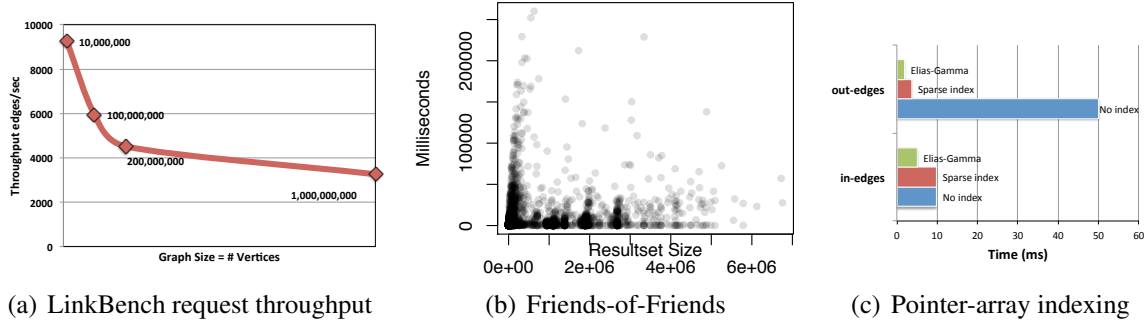 10000
8000
6000
4000
2000
0
Throughput edges/sec
10,000,000
100,000,000
200,000,000
1,000,000,000
Graph Size = # Vertices
(a) LinkBench request throughput
Milliseconds
0
100000
200000
Resultset Size
0e+00 2e+06 4e+06 6e+06
(b) Friends-of-Friends
out-edges
Elias-Gamma
Sparse index
No index
in-edges
Elias-Gamma
Sparse index
No index
0 10 20 30 40 50 60
Time (ms)
(c) Pointer-array indexing